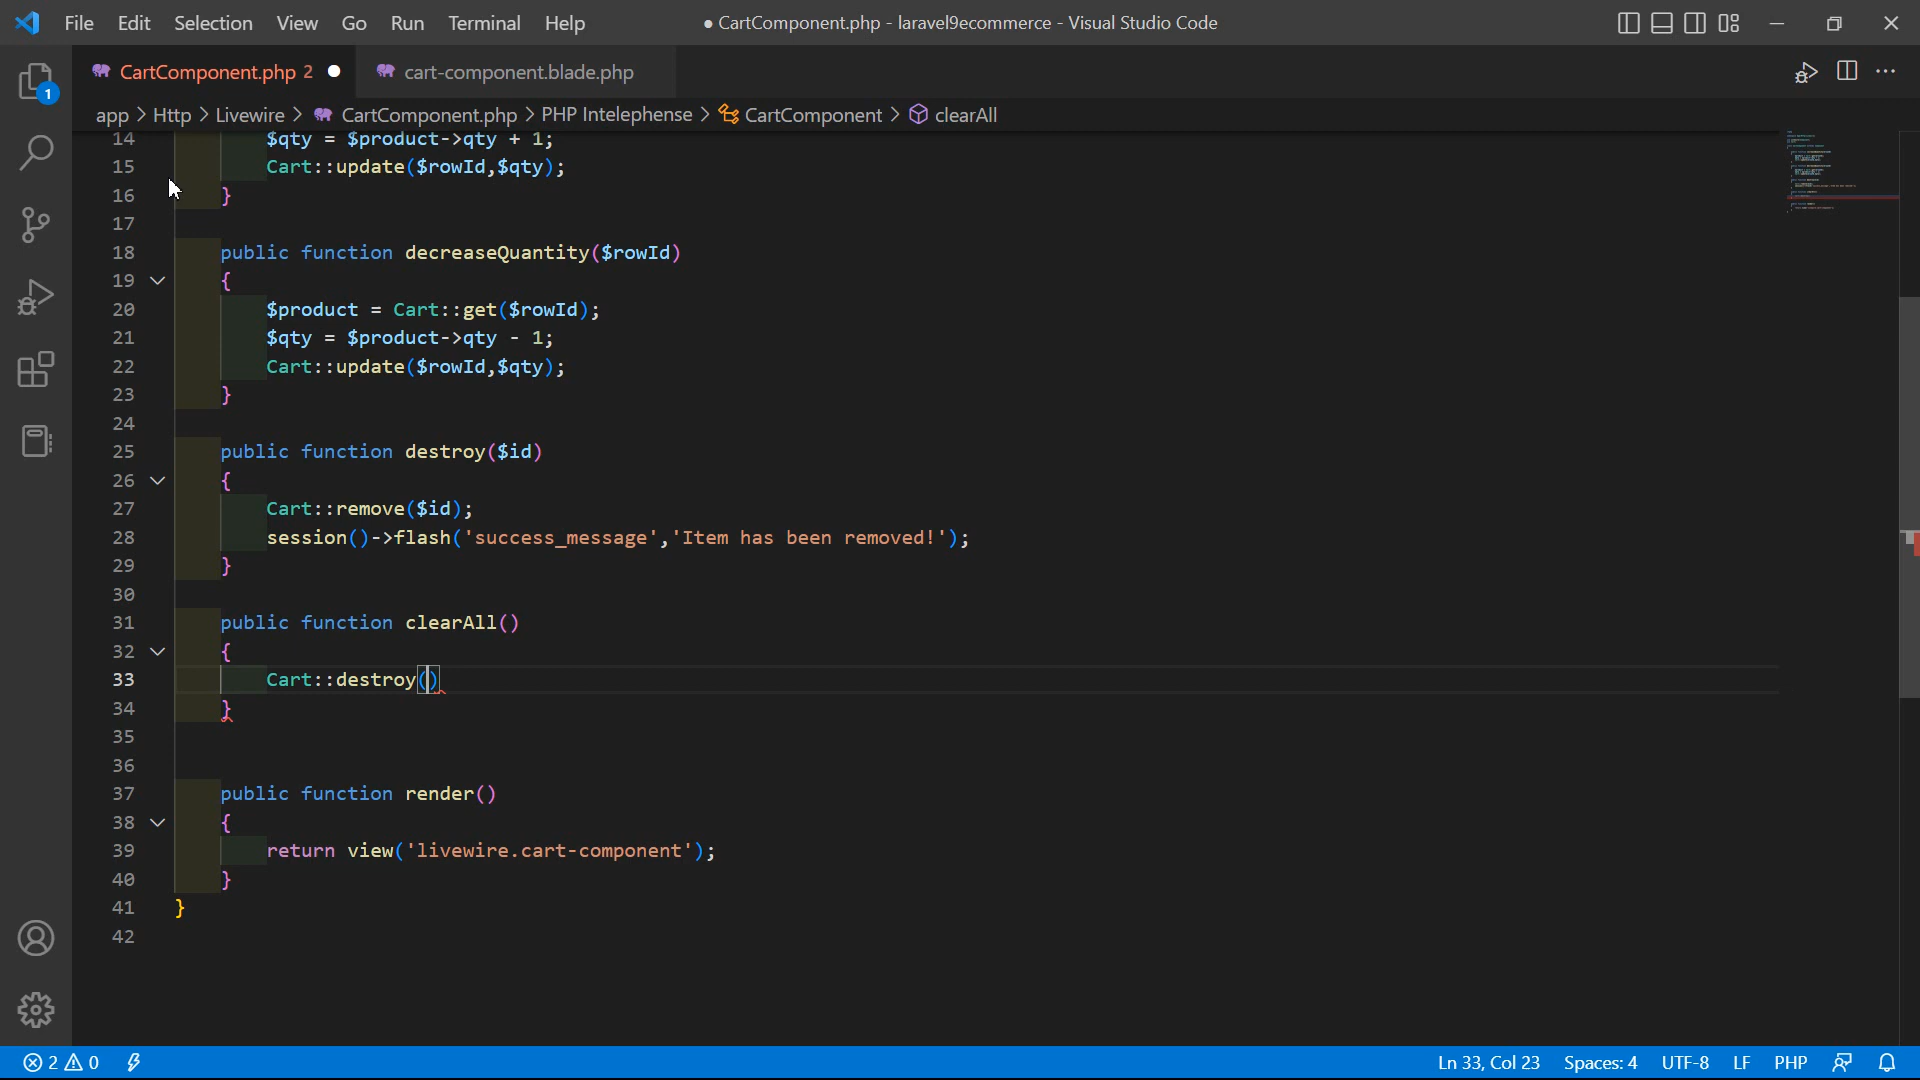 File Edit Selection View Go Run Terminal Help ● CartComponent.php - laravel9ecommerce - Visual Studio Code
CartComponent.php 2 cart-component.blade.php
app > Http > Livewire > CartComponent.php > PHP Intelephense > CartComponent > clearAll
14 $qty = $product->qty + 1;
15 Cart::update($rowId,$qty);
16 }
17
18 public function decreaseQuantity($rowId)
19 {
20 $product = Cart::get($rowId);
21 $qty = $product->qty - 1;
22 Cart::update($rowId,$qty);
23 }
24
25 public function destroy($id)
26 {
27 Cart::remove($id);
28 session()->flash('success_message','Item has been removed!');
29 }
30
31 public function clearAll()
32 {
33 Cart::destroy()
34 }
35
36
37 public function render()
38 {
39 return view('livewire.cart-component');
40 }
41 }
42
1
2 0 Ln 33, Col 23 Spaces: 4 UTF-8 LF PHP